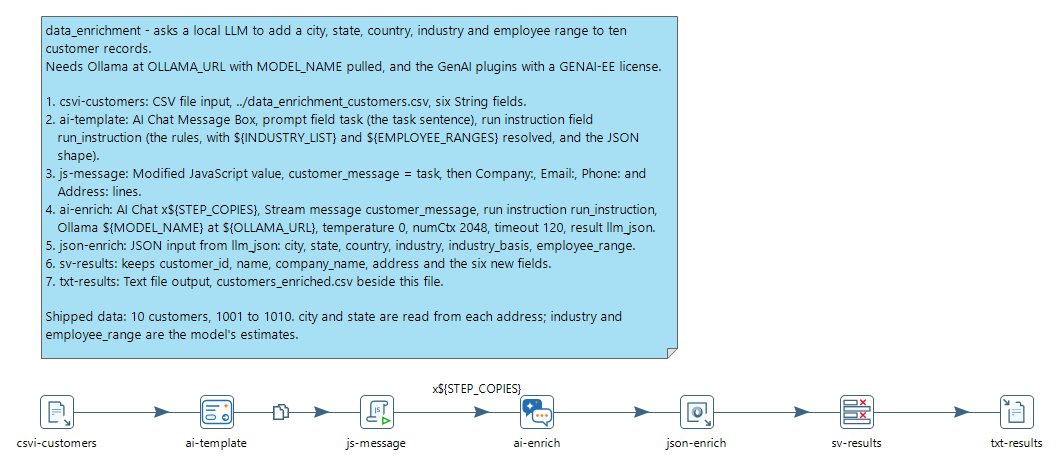 data_enrichment - asks a local LLM to add a city, state, country, industry and employee range to ten
customer records.
Needs Ollama at OLLAMA_URL with MODEL_NAME pulled, and the GenAI plugins with a GENAI-EE license.
1. csvi-customers: CSV file input, ../data_enrichment_customers.csv, six String fields.
2. ai-template: AI Chat Message Box, prompt field task (the task sentence), run instruction field
run_instruction (the rules, with ${INDUSTRY_LIST} and ${EMPLOYEE_RANGES} resolved, and the JSON
shape).
3. js-message: Modified JavaScript value, customer_message = task, then Company:, Email:, Phone: and
Address: lines.
4. ai-enrich: AI Chat x${STEP_COPIES}, Stream message customer_message, run instruction run_instruction,
Ollama ${MODEL_NAME} at ${OLLAMA_URL}, temperature 0, numCtx 2048, timeout 120, result llm_json.
5. json-enrich: JSON input from llm_json: city, state, country, industry, industry_basis, employee_range.
6. sv-results: keeps customer_id, name, company_name, address and the six new fields.
7. txt-results: Text file output, customers_enriched.csv beside this file.
Shipped data: 10 customers, 1001 to 1010. city and state are read from each address; industry and
employee_range are the model's estimates.
x${STEP_COPIES}
csvi-customers
ai-template
js-message
ai-enrich
json-enrich
sv-results
txt-results